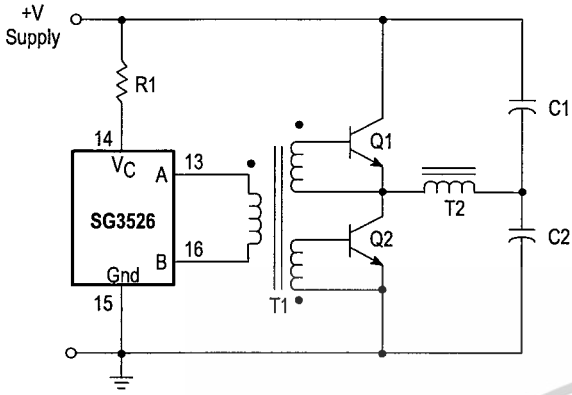 +V
Supply
R1
14
VC
A
13
SG3526
B
16
Gnd
15
T1
Q1
Q2
T2
C1
C2